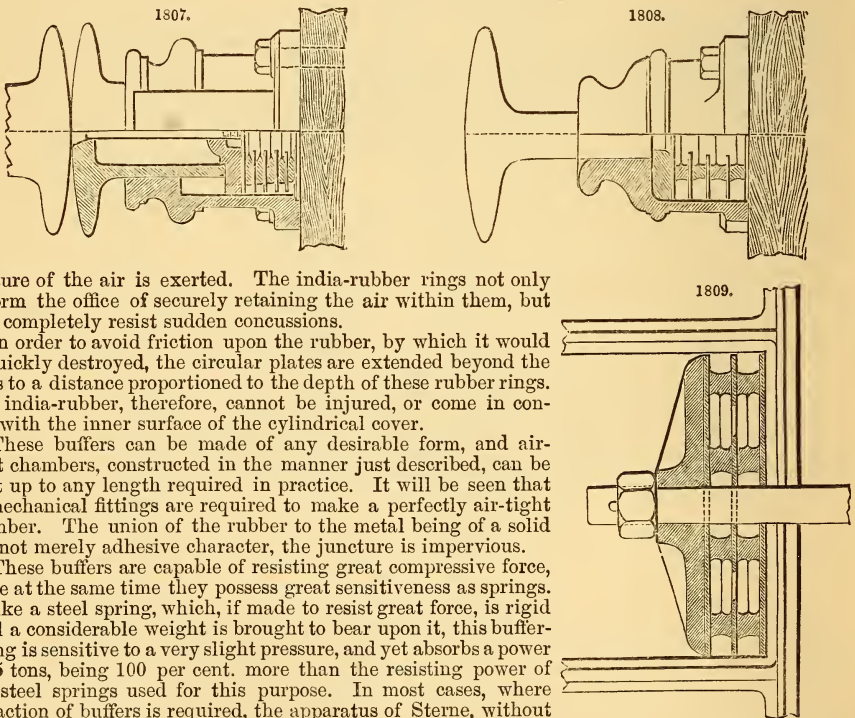 1807.
1808.
ure of the air is exerted. The india-rubber rings not only
orm the office of securely retaining the air within them, but
completely resist sudden concussions.
n order to avoid friction upon the rubber, by which it would
uickly destroyed, the circular plates are extended beyond the
s to a distance proportioned to the depth of these rubber rings.
india-rubber, therefore, cannot be injured, or come in con-
with the inner surface of the cylindrical cover.
These buffers can be made of any desirable form, and air-
t chambers, constructed in the manner just described, can be
t up to any length required in practice. It will be seen that
nechanical fittings are required to make a perfectly air-tight
mber. The union of the rubber to the metal being of a solid
not merely adhesive character, the juncture is impervious.
These buffers are capable of resisting great compressive force,
e at the same time they possess great sensitiveness as springs.
ike a steel spring, which, if made to resist great force, is rigid
l a considerable weight is brought to bear upon it, this buffer-
ng is sensitive to a very slight pressure, and yet absorbs a power
tons, being 100 per cent. more than the resisting power of
steel springs used for this purpose. In most cases, where
action of buffers is required, the apparatus of Sterne, without
1809.